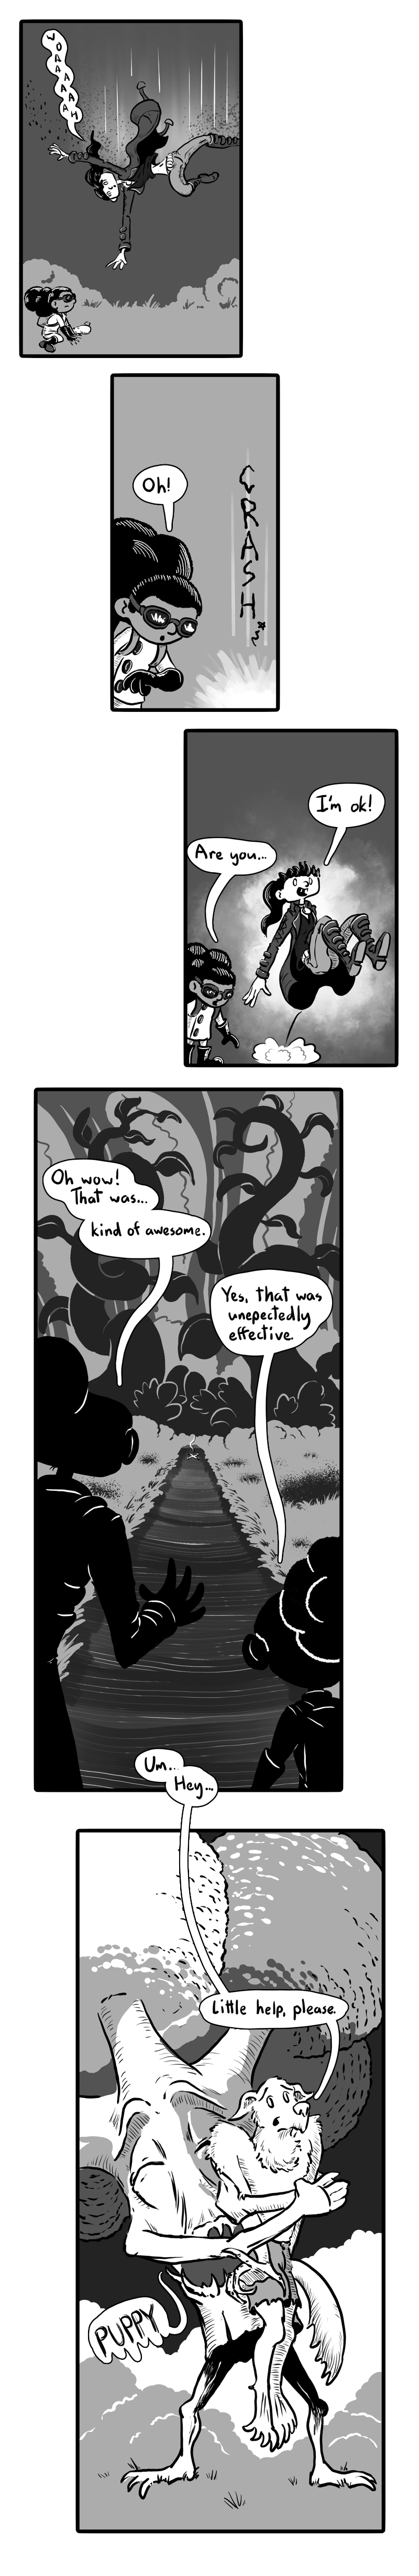 WOAAAAAH
Oh!
CRASH
Are you...
I'm ok!
Oh wow!
That was...
kind of awesome.
Yes, that was
unepectedly
effective.
Um...
Hey...
Little help, please.
PUPPY